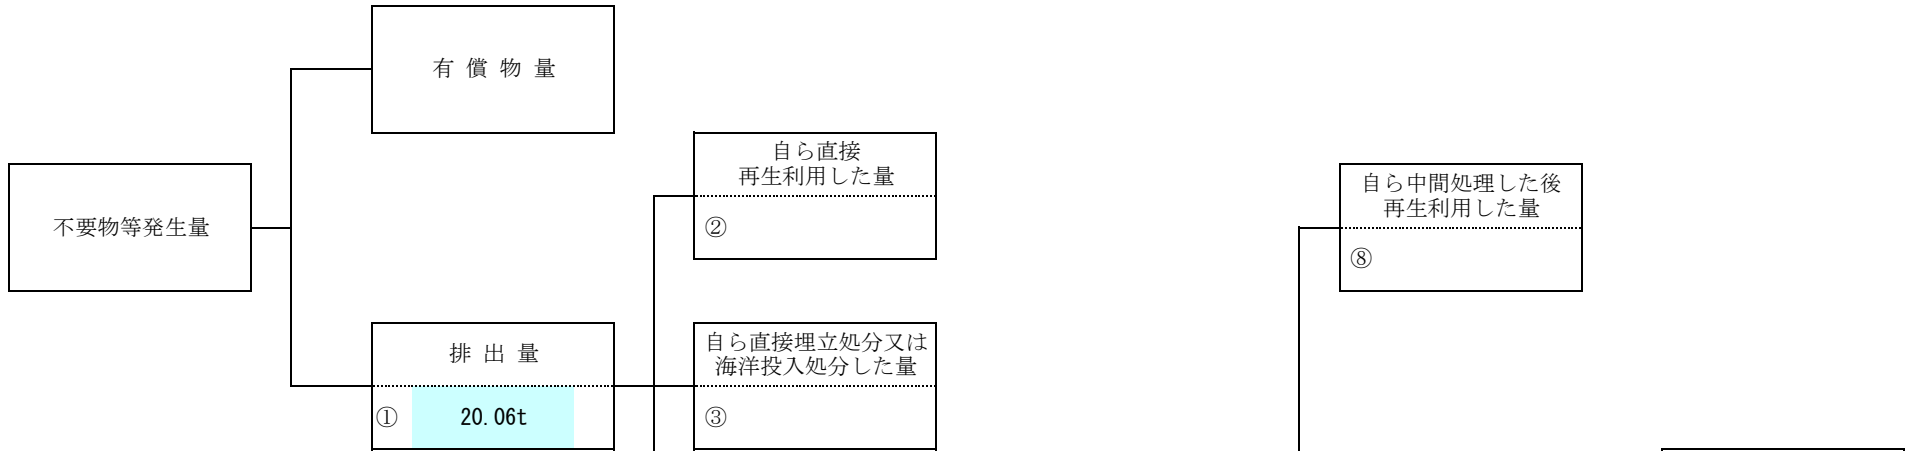 有 償 物 量
自ら直接
再生利用した量
②
自ら中間処理した後
再生利用した量
⑧
不要物等発生量
排 出 量
① 20.06t
自ら直接埋立処分又は
海洋投入処分した量
③